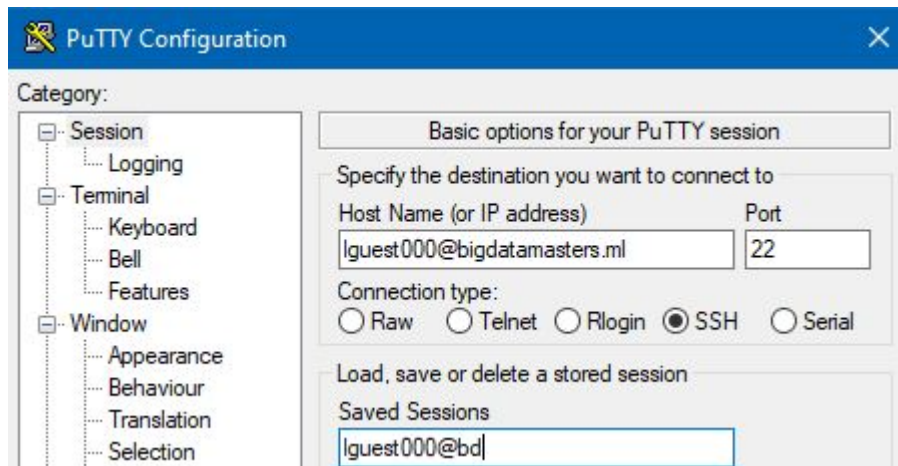 PuTTY Configuration
Category:
Session
Logging
Terminal
Keyboard
Bell
Features
Window
Appearance
Behaviour
Translation
Selection
Basic options for your PuTTY session
Specify the destination you want to connect to
Host Name (or IP address) Port
lguest000@bigdatamasters.ml 22
Connection type:
Raw Telnet Rlogin SSH Serial
Load, save or delete a stored session
Saved Sessions
lguest000@bd